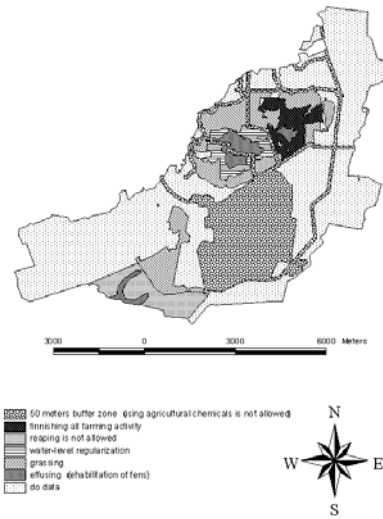 3000 0 3000 6000 Meters
50 meters buffer zone (using agricultural chemicals is not allowed)
finnishing all farming activity
reaping is not allowed
water-level regularization
grassing
effusing (rehabilitation of fens)
do data
N
W E
S